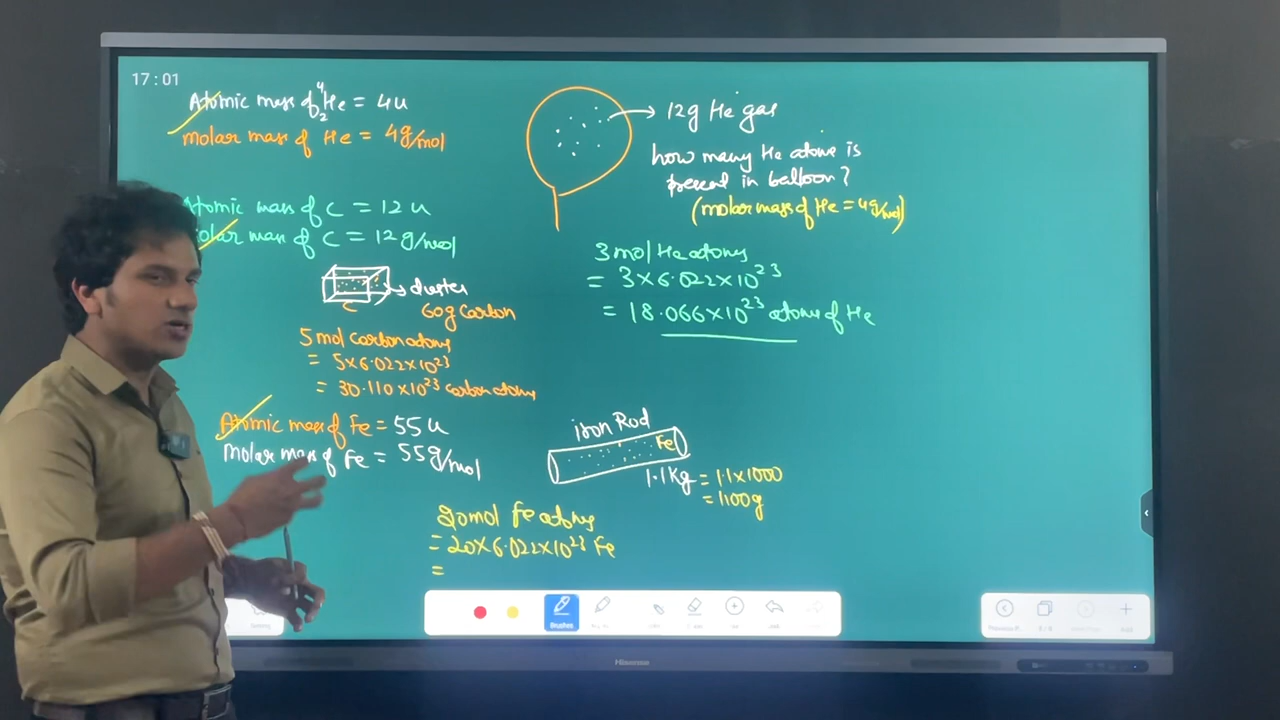 17:01
Atomic mass of ⁴₂He = 4u
molar mass of He = 4g/mol
Atomic mass of C = 12 u
molar mass of C = 12 g/mol
C
duster
60g carbon
5 mol carbon atoms
= 5×6.022×10²³
= 30.110×10²³ carbon atoms
Atomic mass of Fe = 55u
molar mass of Fe = 55g/mol
12g He gas
how many He atoms is
present in balloon?
(molar mass of He = 4g/mol)
3 mol He atoms
= 3×6.022×10²³
= 18.066×10²³ atoms of He
iron Rod
Fe
1.1Kg = 1.1×1000
= 1100g
20mol Fe atoms
= 20×6.022×10²³ Fe
=
Brushes
Hisense